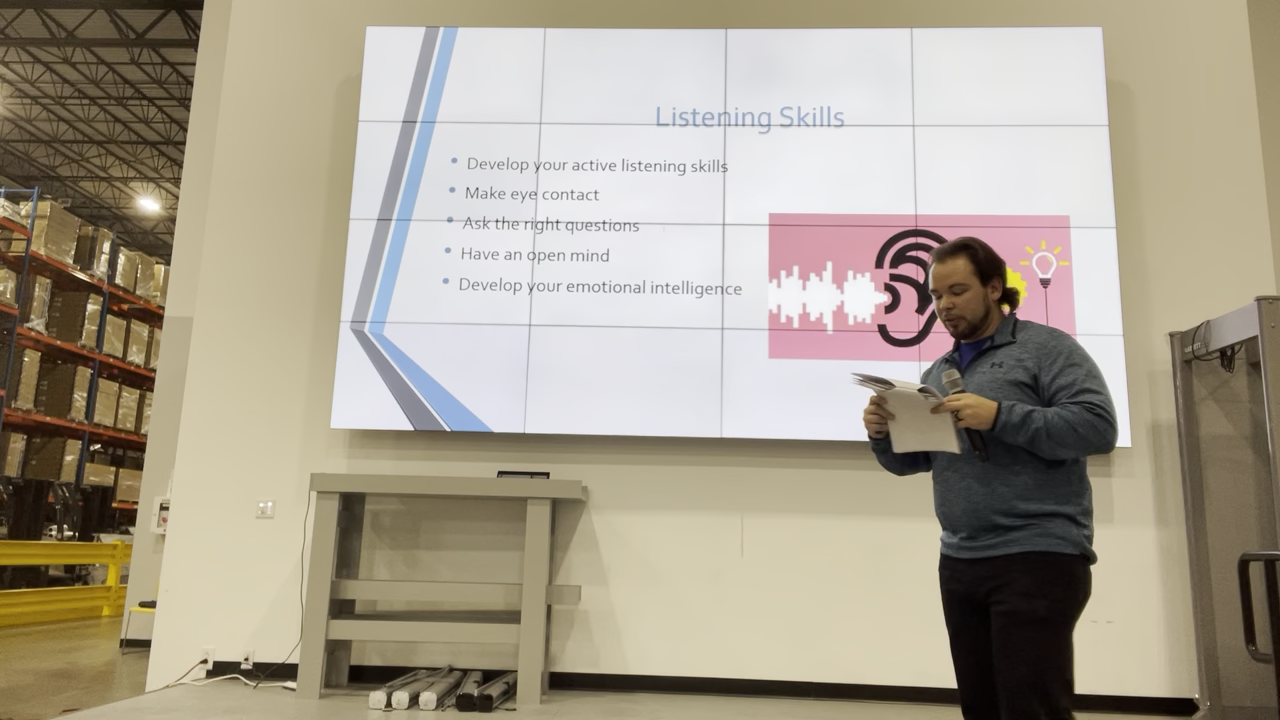 Listening Skills
Develop your active listening skills
Make eye contact
Ask the right questions
Have an open mind
Develop your emotional intelligence